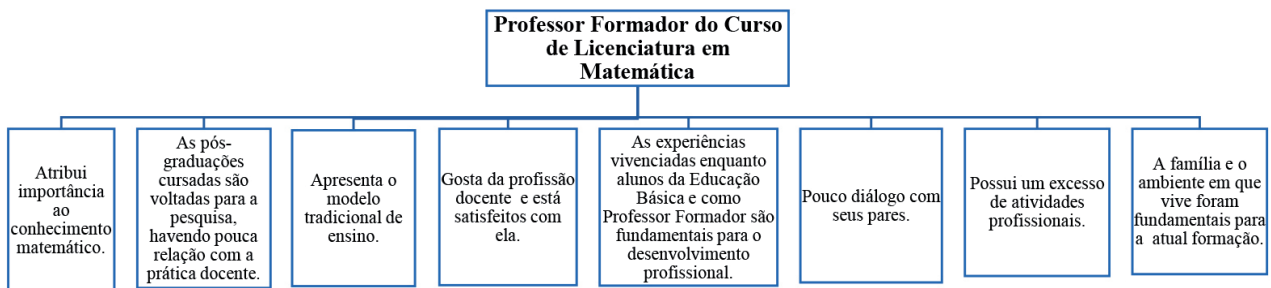 Professor Formador do Curso
de Licenciatura em
Matemática
Atribui
importância
ao
conhecimento
matemático.
As pós-
graduações
cursadas são
voltadas para a
pesquisa,
havendo pouca
relação com a
prática docente.
Apresenta o
modelo
tradicional de
ensino.
Gosta da profissão
docente e está
satisfeitos com
ela.
As experiências
vivenciadas enquanto
alunos da Educação
Básica e como
Professor Formador são
fundamentais para o
desenvolvimento
profissional.
Pouco diálogo com
seus pares.
Possui um excesso
de atividades
profissionais.
A família e o
ambiente em que
vive foram
fundamentais para
a atual formação.